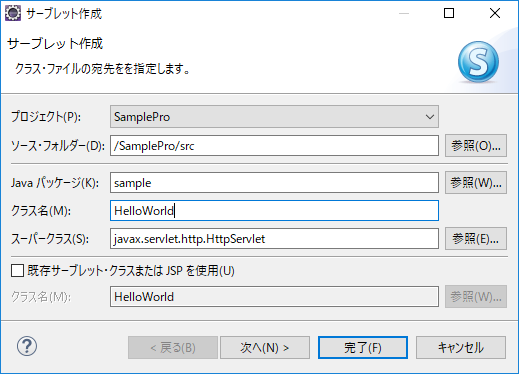 サーブレット作成
サーブレット作成
クラス・ファイルの宛先をを指定します。
S
プロジェクト(P): SamplePro
ソース・フォルダー(D): /SamplePro/src 参照(O)...
Java パッケージ(K): sample 参照(W)...
クラス名(M): HelloWorld
スーパークラス(S): javax.servlet.http.HttpServlet 参照(E)...
既存サーブレット・クラスまたは JSP を使用(U)
クラス名(M): HelloWorld 参照(W)...
? < 戻る(B) 次へ(N) > 完了(F) キャンセル